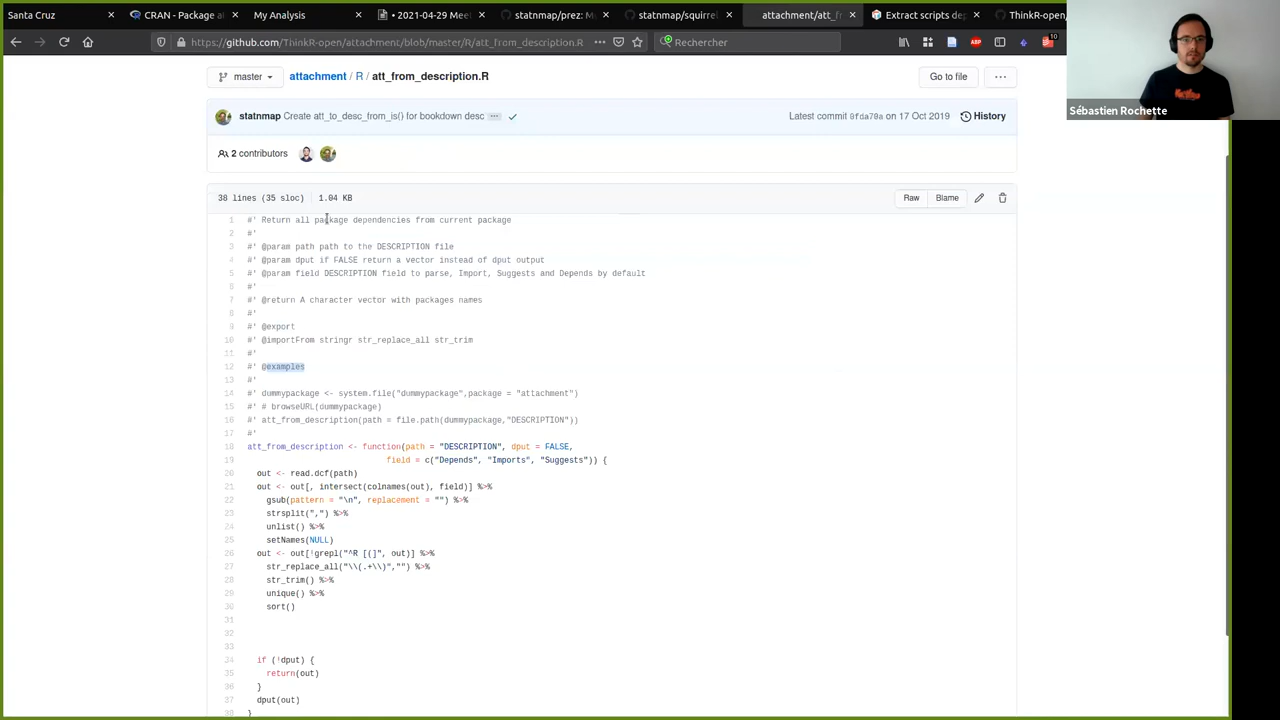 Santa Cruz
CRAN - Package a
My Analysis
• 2021-04-29 Mee
statnmap/prez: M
statnmap/squirre
attachment/att_f
Extract scripts de
ThinkR-open/
https://github.com/ThinkR-open/attachment/blob/master/R/att_from_description.R
Rechercher
ABP
10
Sébastien Rochette
master
attachment / R / att_from_description.R
Go to file
statnmap Create att_to_desc_from_is() for bookdown desc
Latest commit 0fda70a on 17 Oct 2019
History
2 contributors
38 lines (35 sloc) 1.04 KB
Raw
Blame
1 #' Return all package dependencies from current package
2 #'
3 #' @param path path to the DESCRIPTION file
4 #' @param dput if FALSE return a vector instead of dput output
5 #' @param field DESCRIPTION field to parse, Import, Suggests and Depends by default
6 #'
7 #' @return A character vector with packages names
8 #'
9 #' @export
10 #' @importFrom stringr str_replace_all str_trim
11 #'
12 #' @examples
13 #'
14 #' dummypackage <- system.file("dummypackage",package = "attachment")
15 #' # browseURL(dummypackage)
16 #' att_from_description(path = file.path(dummypackage,"DESCRIPTION"))
17 #'
18 att_from_description <- function(path = "DESCRIPTION", dput = FALSE,
19 field = c("Depends", "Imports", "Suggests")) {
20 out <- read.dcf(path)
21 out <- out[, intersect(colnames(out), field)] %>%
22 gsub(pattern = "\n", replacement = "") %>%
23 strsplit(",") %>%
24 unlist() %>%
25 setNames(NULL)
26 out <- out[!grepl("^R [(]", out)] %>%
27 str_replace_all("\\(.+\\)","") %>%
28 str_trim() %>%
29 unique() %>%
30 sort()
31
32
33
34 if (!dput) {
35 return(out)
36 }
37 dput(out)
38 }